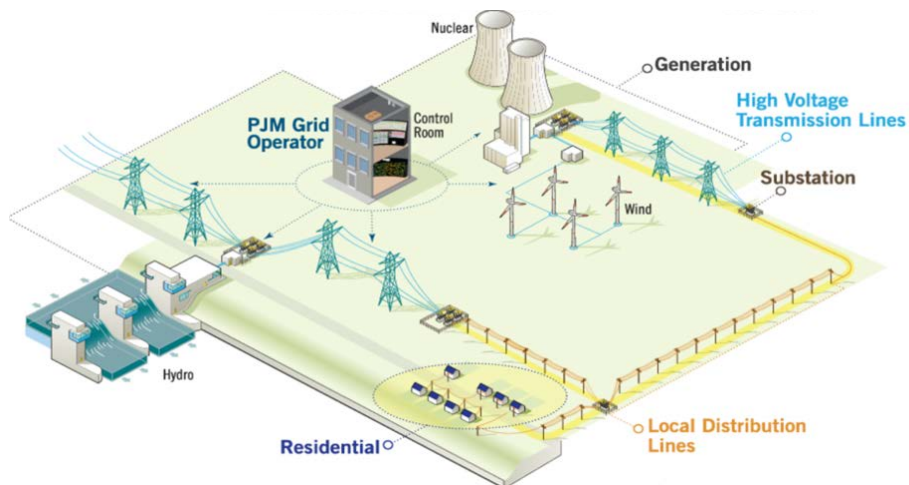 Nuclear
Generation
High Voltage
Transmission Lines
PJM Grid
Operator
Control
Room
Substation
Wind
Hydro
Residential
Local Distribution
Lines